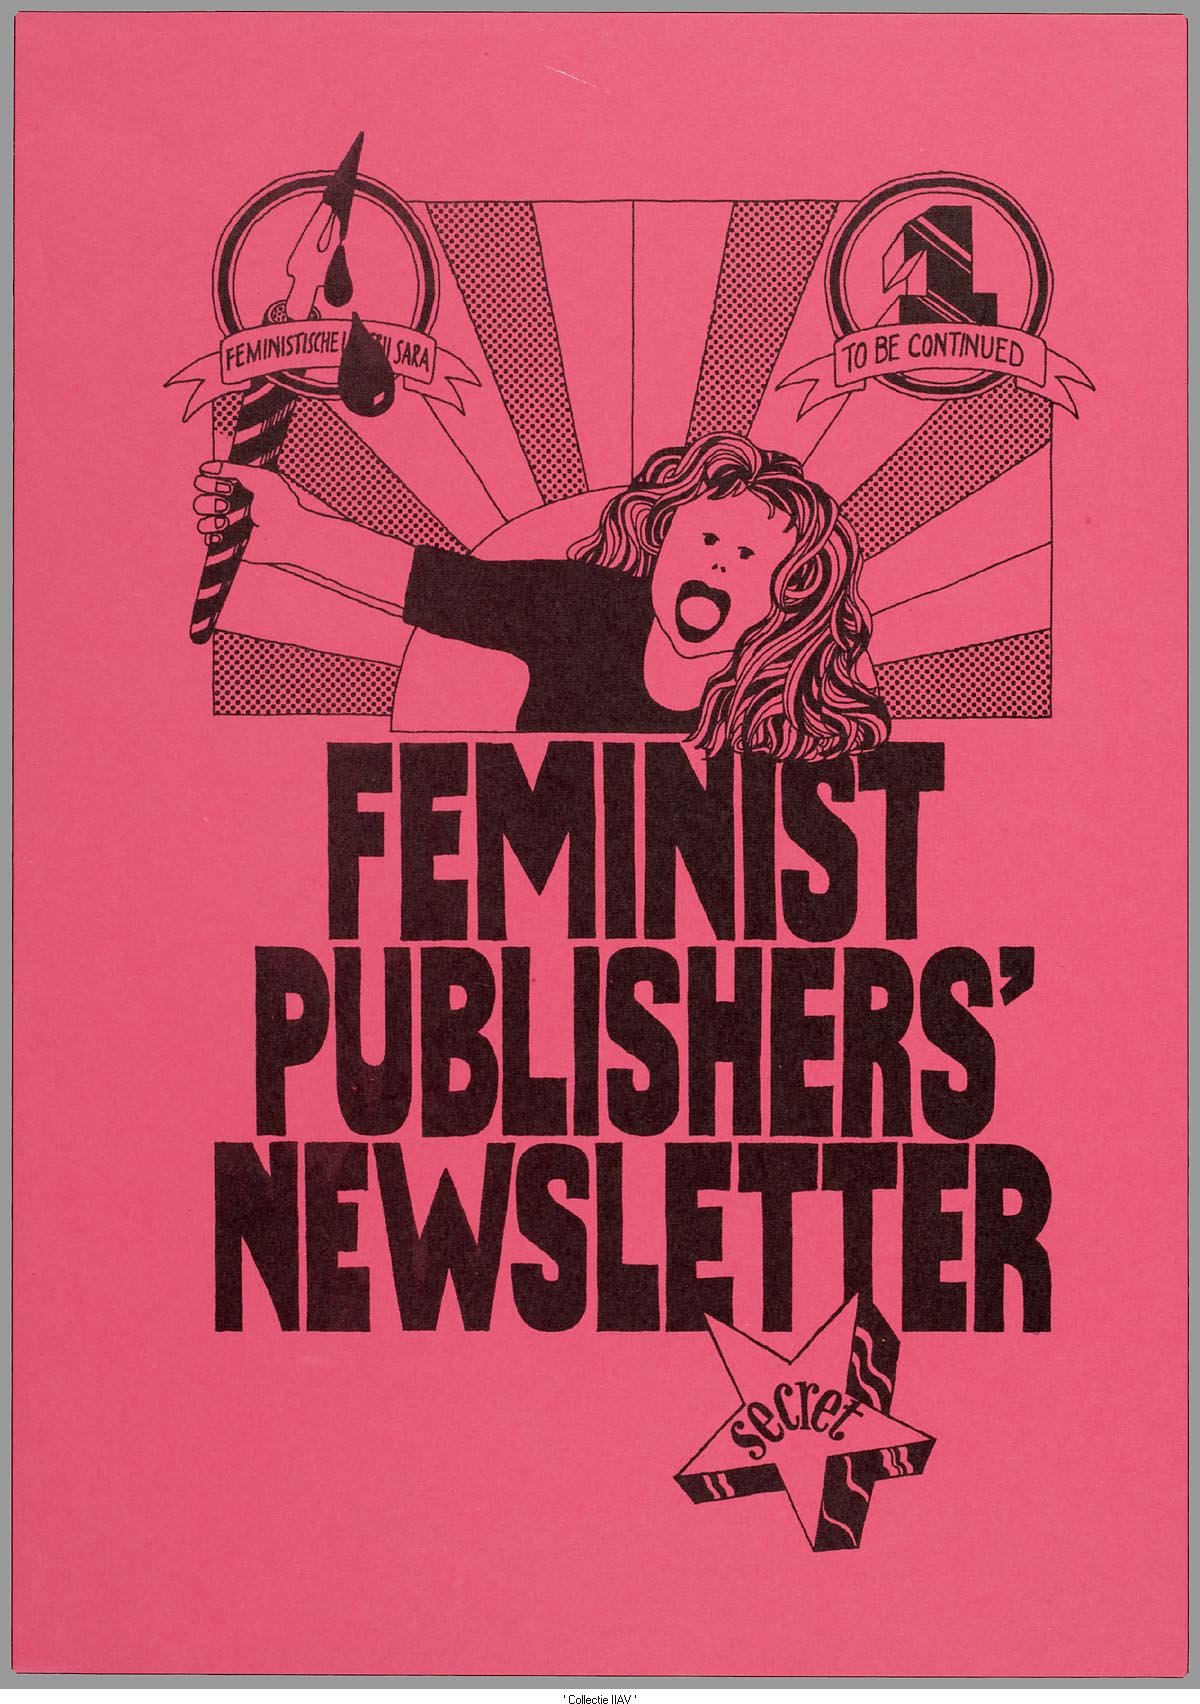 FEMINISTISCHE SARA
1
TO BE CONTINUED
FEMINIST
PUBLISHERS'
NEWSLETTER
secret
' Collectie IIAV '